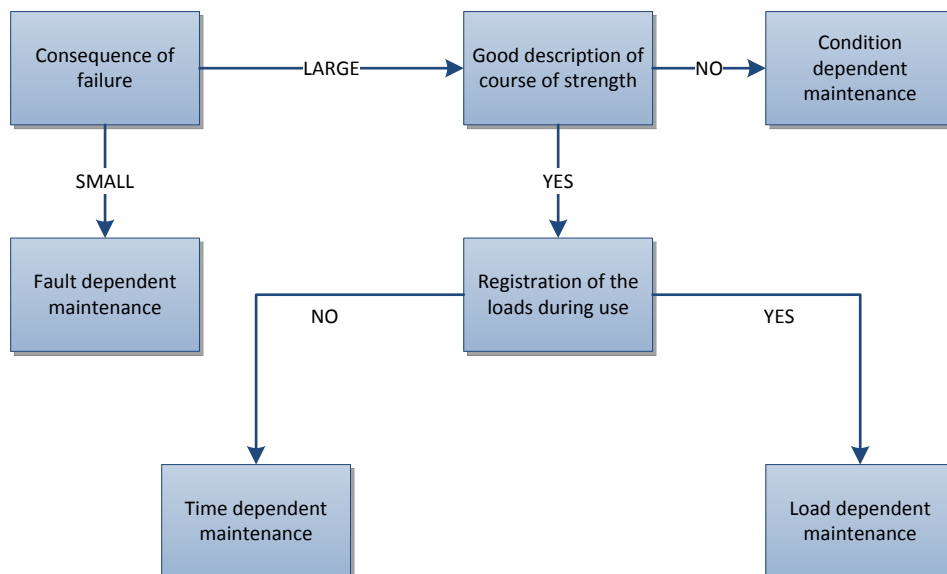 Consequence of
failure
LARGE
Good description of
course of strength
NO
Condition
dependent
maintenance
SMALL
YES
Fault dependent
maintenance
Registration of the
loads during use
NO
YES
Time dependent
maintenance
Load dependent
maintenance